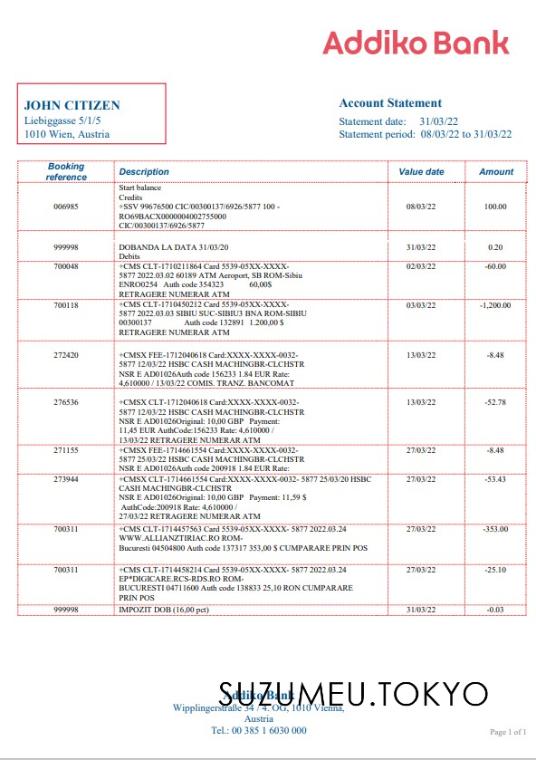 Addiko Bank
JOHN CITIZEN
Liebiggasse 5/1/5
1010 Wien, Austria
Account Statement
Statement date: 31/03/22
Statement period: 08/03/22 to 31/03/22
Booking reference Description Value date Amount
Start balance
Credits
006985 +SSV 99676500 CIC/00300137/6926/5877 100 - 08/03/22 100.00
RO69BACX0000004002755000
CIC/00300137/6926/5877
999998 DOBANDA LA DATA 31/03/20 31/03/22 0.20
Debits
700048 +CMS CLT-1710211864 Card 5539-05XX-XXXX- 02/03/22 -60.00
5877 2022.03.02 60189 ATM Aeroport, SB ROM-Sibiu
ENRO0254 Auth code 354323 60,00$
RETRAGERE NUMERAR ATM
700118 +CMS CLT-1710450212 Card 5539-05XX-XXXX- 03/03/22 -1,200.00
5877 2022.03.03 SIBIU SUC-SIBIU3 BNA ROM-SIBIU
00300137 Auth code 132891 1.200,00 $
RETRAGERE NUMERAR ATM
272420 +CMSX FEE-1712040618 Card:XXXX-XXXX-0032- 13/03/22 -8.48
5877 12/03/22 HSBC CASH MACHINGBR-CLCHSTR
NSR E AD01026Auth code 156233 1.84 EUR Rate:
4,610000 / 13/03/22 COMIS. TRANZ. BANCOMAT
276536 +CMSX CLT-1712040618 Card:XXXX-XXXX-0032- 13/03/22 -52.78
5877 12/03/22 HSBC CASH MACHINGBR-CLCHSTR
NSR E AD01026Original: 10,00 GBP Payment:
11,45 EUR AuthCode:156233 Rate: 4,610000 /
13/03/22 RETRAGERE NUMERAR ATM
271155 +CMSX FEE-1714661554 Card:XXXX-XXXX-0032- 27/03/22 -8.48
5877 25/03/22 HSBC CASH MACHINGBR-CLCHSTR
NSR E AD01026Auth code 200918 1.84 EUR Rate:
273944 +CMSX CLT-1714661554 Card:XXXX-XXXX-0032- 5877 25/03/20 HSBC 27/03/22 -53.43
CASH MACHINGBR-CLCHSTR
NSR E AD01026Original: 10,00 GBP Payment: 11,59 $
AuthCode:200918 Rate: 4,610000 /
27/03/22 RETRAGERE NUMERAR ATM
700311 +CMS CLT-1714457563 Card 5539-05XX-XXXX- 5877 2022.03.24 27/03/22 -353.00
WWW.ALLIANZTIRIAC.RO ROM-
Bucuresti 04504800 Auth code 137317 353,00 $ CUMPARARE PRIN POS
700311 +CMS CLT-1714458214 Card 5539-05XX-XXXX- 5877 2022.03.24 27/03/22 -25.10
EP*DIGICARE.RCS-RDS.RO ROM-
BUCURESTI 04711600 Auth code 138833 25,10 RON CUMPARARE
PRIN POS
999998 IMPOZIT DOB (16,00 pct) 31/03/22 -0.03
Addiko Bank
SUZUMEU.TOKYO
Wipplingerstraße 34 / 4. OG, 1010 Vienna,
Austria
Tel.: 00 385 1 6030 000
Page 1 of 1